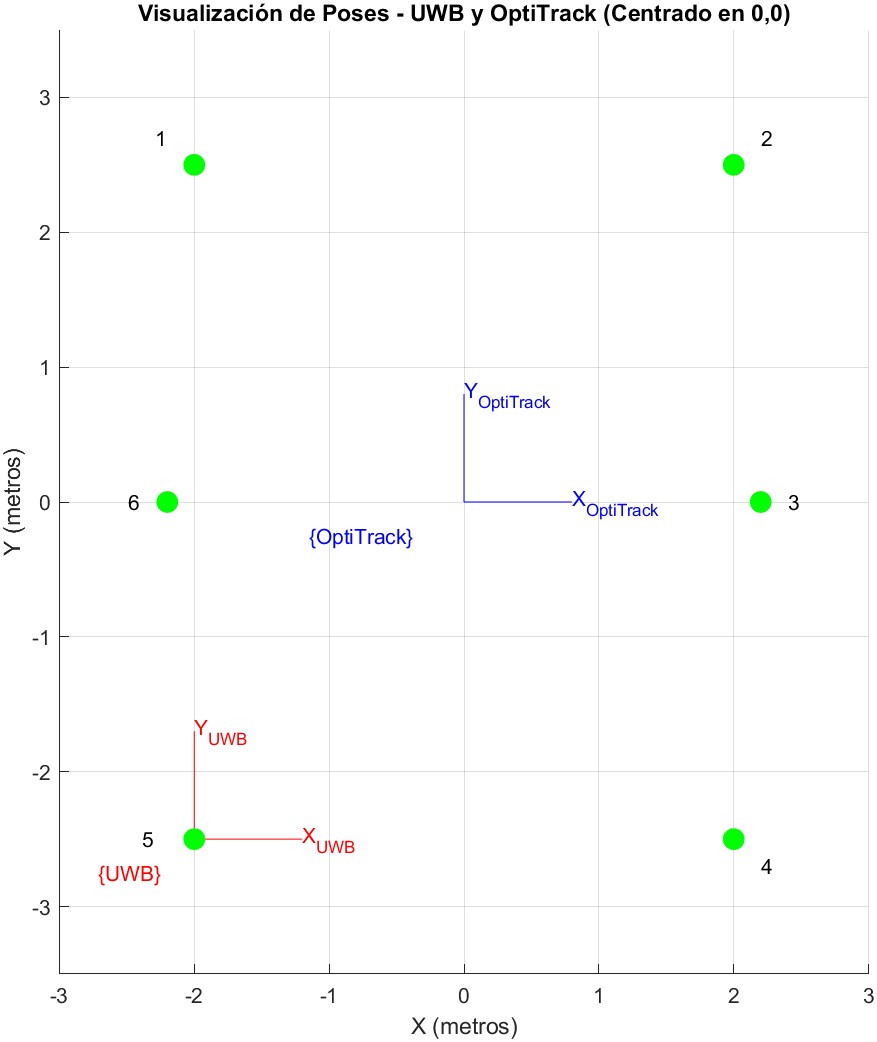 Visualización de Poses - UWB y OptiTrack (Centrado en 0,0)
3
1
2
2
1
Y_OptiTrack
Y (metros)
0
6
X_OptiTrack
3
{OptiTrack}
-1
Y_UWB
-2
5
X_UWB
{UWB}
4
-3
-3
-2
-1
0
1
2
3
X (metros)